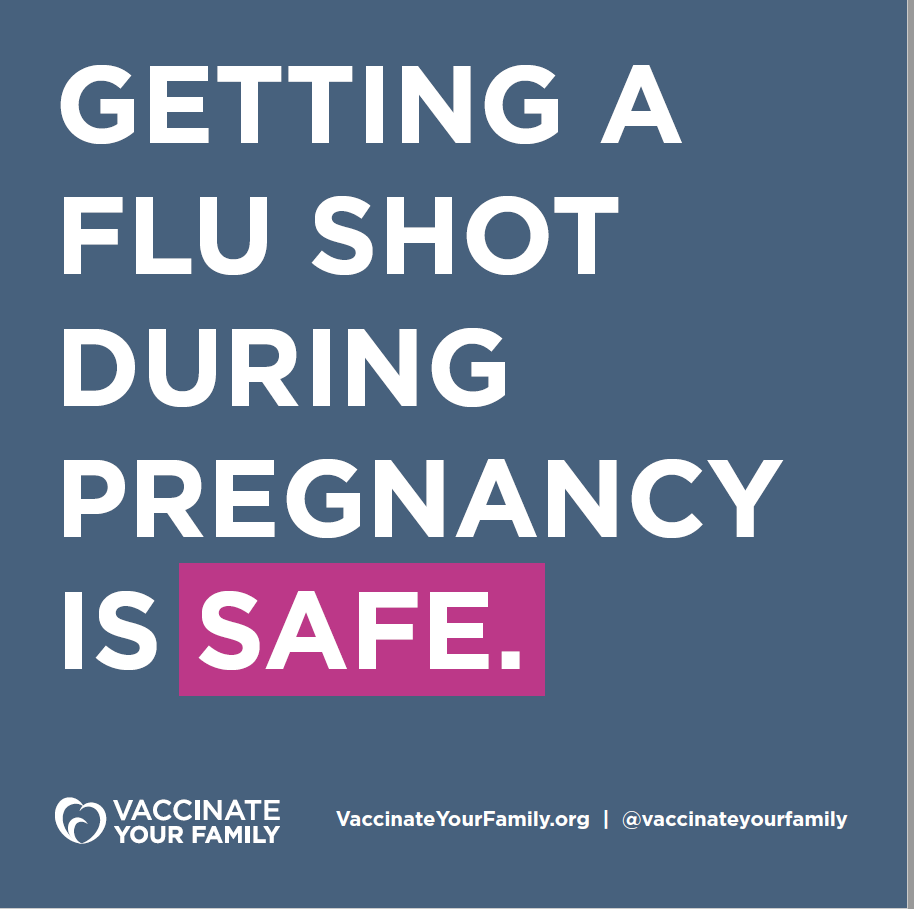 GETTING A
FLU SHOT
DURING
PREGNANCY
IS SAFE.
VACCINATE
YOUR FAMILY
VaccinateYourFamily.org | @vaccinateyourfamily